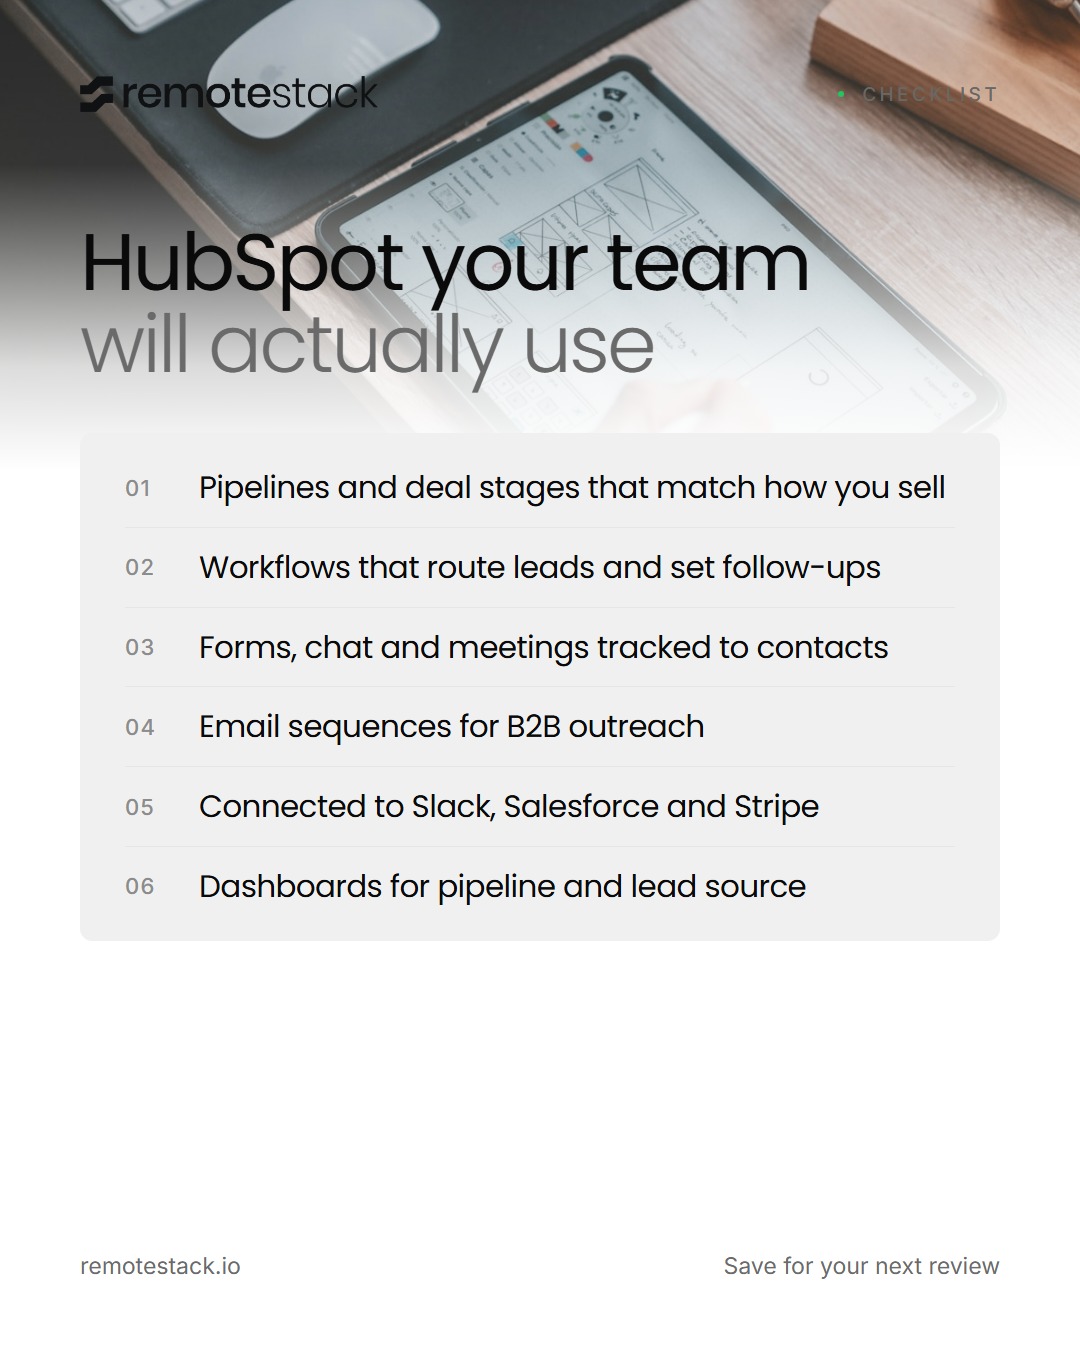 remotestack
CHECKLIST
HubSpot your team
will actually use
01 Pipelines and deal stages that match how you sell
02 Workflows that route leads and set follow-ups
03 Forms, chat and meetings tracked to contacts
04 Email sequences for B2B outreach
05 Connected to Slack, Salesforce and Stripe
06 Dashboards for pipeline and lead source
remotestack.io
Save for your next review